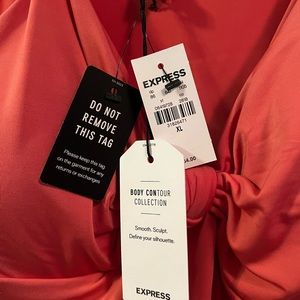 DO NOT
REMOVE
THIS TAG
Please keep this tag
on the garment for any
returns or exchanges
EXPRESS
31826471
XL
BODY CONTOUR
COLLECTION
Smooth. Sculpt.
Define your silhouette.
EXPRESS